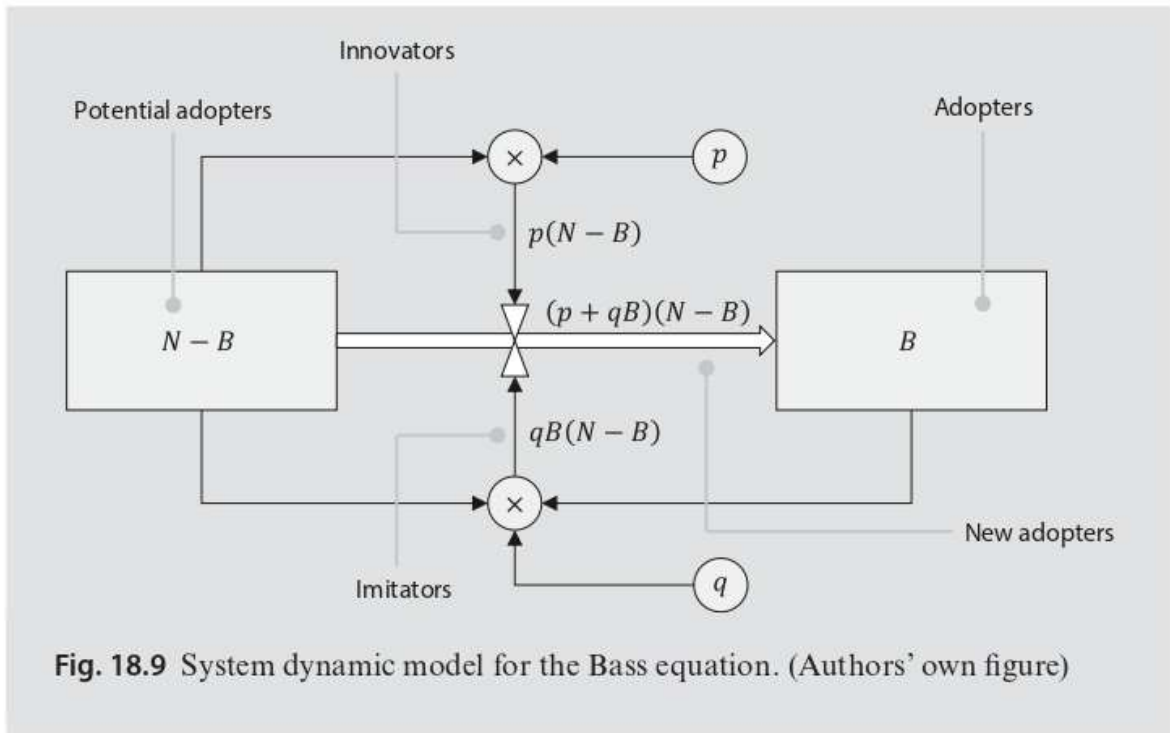 Innovators
Potential adopters
Adopters
×
p
p(N − B)
(p + qB)(N − B)
N − B
B
qB(N − B)
×
New adopters
Imitators
q
Fig. 18.9 System dynamic model for the Bass equation. (Authors’ own figure)